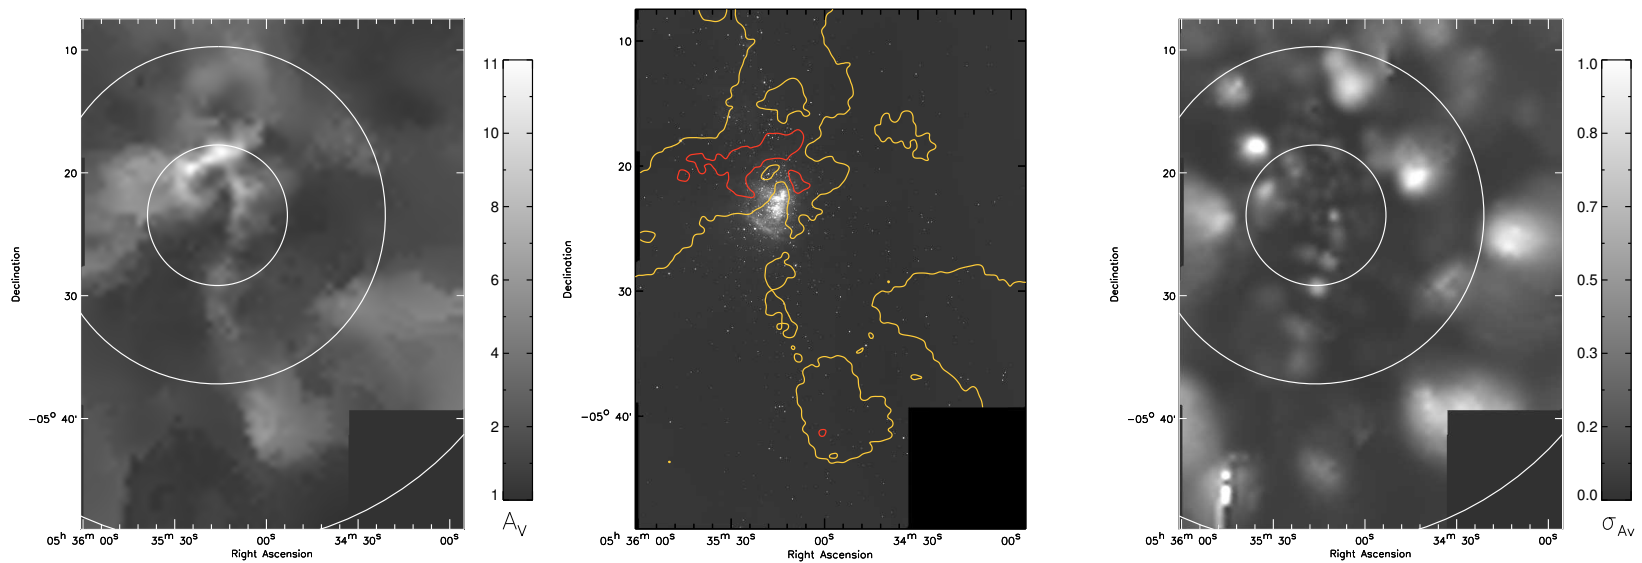 10
20
30
−05° 40'
Declination
05ʰ 36ᵐ 00ˢ
35ᵐ 30ˢ
00ˢ
34ᵐ 30ˢ
00ˢ
Right Ascension
11
10
8
6
4
2
1
A_V
10
20
30
−05° 40'
Declination
05ʰ 36ᵐ 00ˢ
35ᵐ 30ˢ
00ˢ
34ᵐ 30ˢ
00ˢ
Right Ascension
10
20
30
−05° 40'
Declination
05ʰ 36ᵐ 00ˢ
35ᵐ 30ˢ
00ˢ
34ᵐ 30ˢ
00ˢ
Right Ascension
1.0
0.8
0.7
0.5
0.3
0.2
0.0
σ_Av